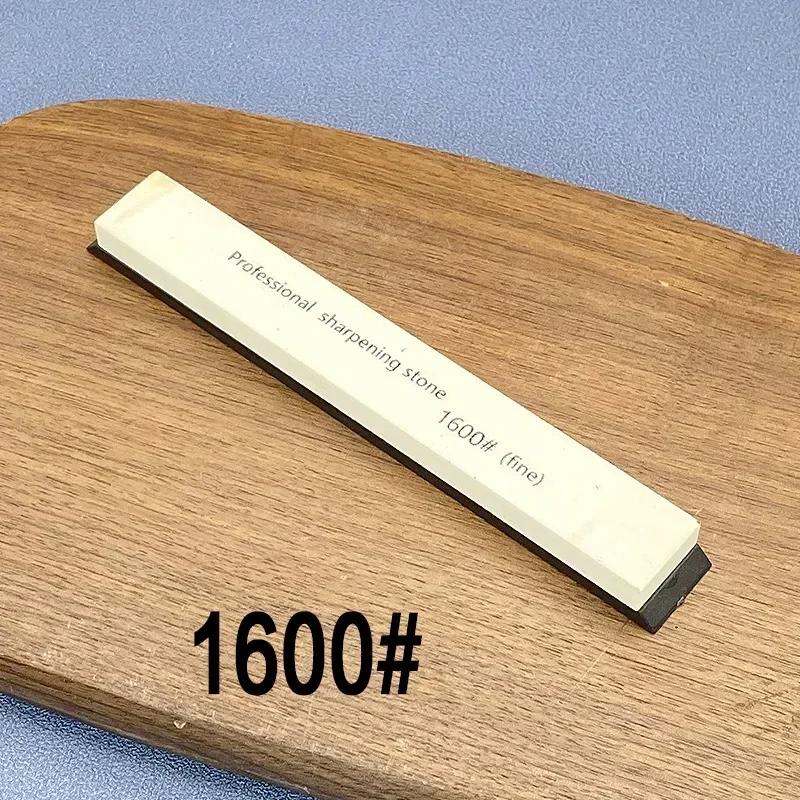 Professional sharpening stone
1600# (fine)
1600#